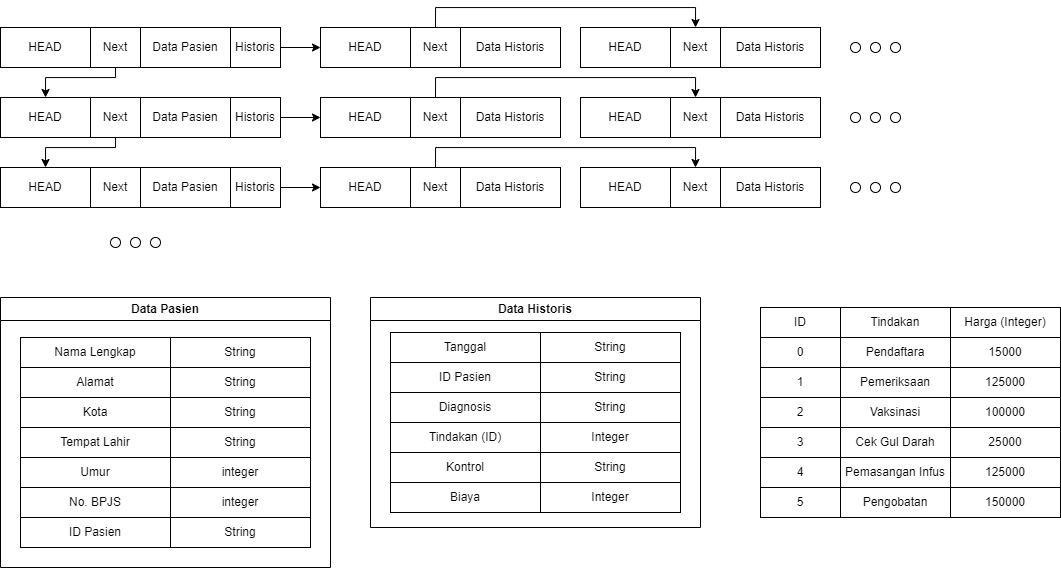 HEAD Next Data Pasien Historis HEAD Next Data Historis HEAD Next Data Historis
HEAD Next Data Pasien Historis HEAD Next Data Historis HEAD Next Data Historis
HEAD Next Data Pasien Historis HEAD Next Data Historis HEAD Next Data Historis
Data Pasien
Nama Lengkap String
Alamat String
Kota String
Tempat Lahir String
Umur integer
No. BPJS integer
ID Pasien String
Data Historis
Tanggal String
ID Pasien String
Diagnosis String
Tindakan (ID) Integer
Kontrol String
Biaya Integer
ID Tindakan Harga (Integer)
0 Pendaftara 15000
1 Pemeriksaan 125000
2 Vaksinasi 100000
3 Cek Gul Darah 25000
4 Pemasangan Infus 125000
5 Pengobatan 150000